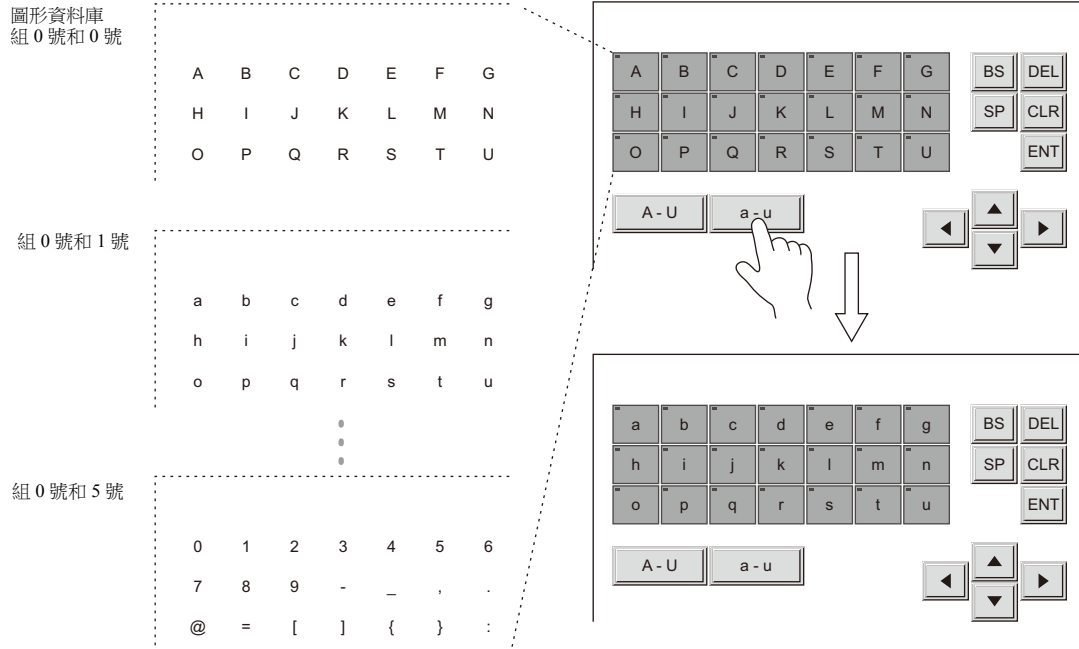 圖形資料庫
組 0 號和 0 號
A B C D E F G
H I J K L M N
O P Q R S T U
組 0 號和 1 號
a b c d e f g
h i j k l m n
o p q r s t u
組 0 號和 5 號
0 1 2 3 4 5 6
7 8 9 - _ , .
@ = [ ] { } :
A B C D E F G BS DEL
H I J K L M N SP CLR
O P Q R S T U ENT
A - U a - u
a b c d e f g BS DEL
h i j k l m n SP CLR
o p q r s t u ENT
A - U a - u